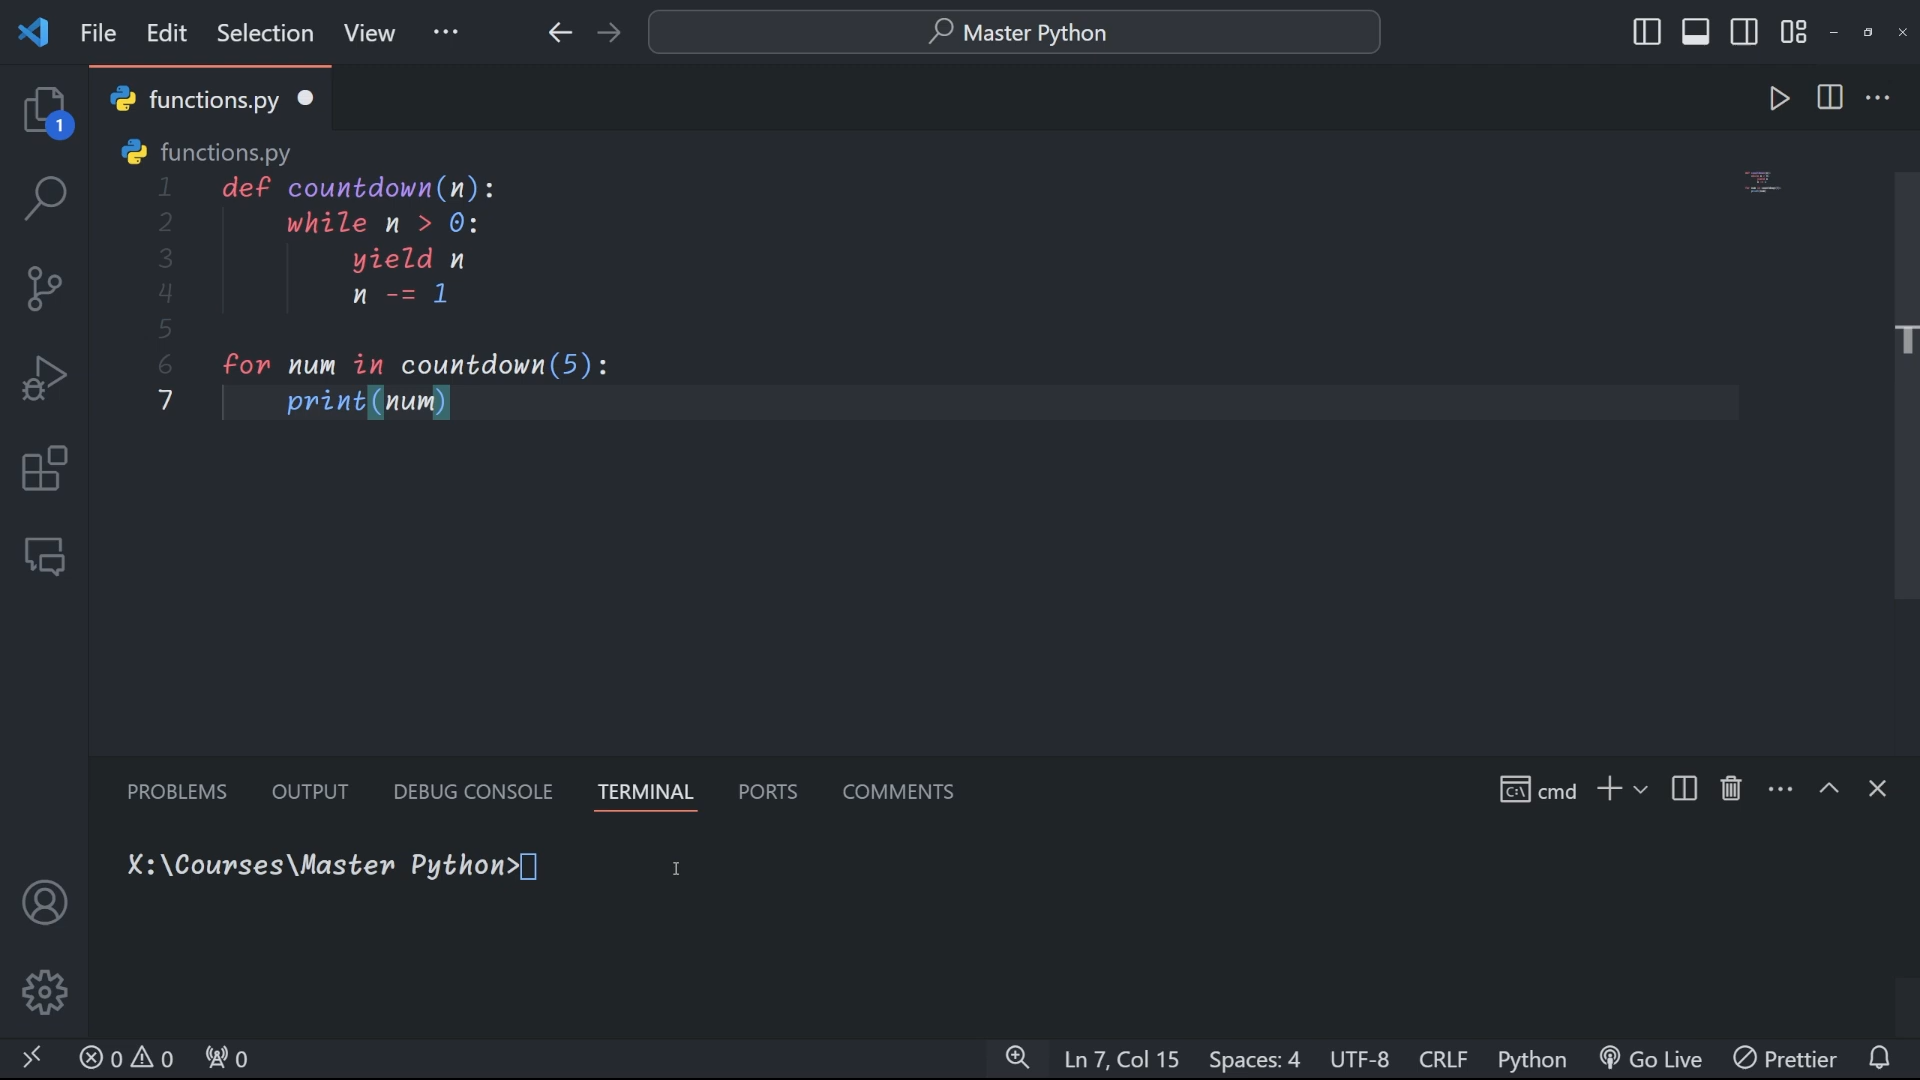 File Edit Selection View ··· Master Python
1
functions.py
functions.py
1 def countdown(n):
2 while n > 0:
3 yield n
4 n -= 1
5
6 for num in countdown(5):
7 print(num)
PROBLEMS OUTPUT DEBUG CONSOLE TERMINAL PORTS COMMENTS cmd
X:\Courses\Master Python>
0 0 0 Ln 7, Col 15 Spaces: 4 UTF-8 CRLF Python Go Live Prettier